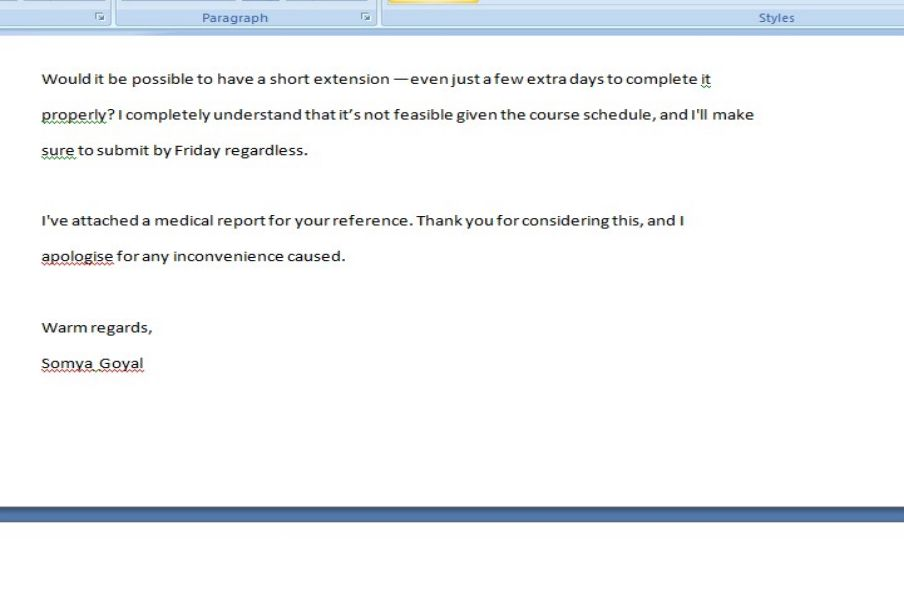 Paragraph
Styles
Would it be possible to have a short extension —even just a few extra days to complete it
properly? I completely understand that it’s not feasible given the course schedule, and I'll make
sure to submit by Friday regardless.
I've attached a medical report for your reference. Thank you for considering this, and I
apologise for any inconvenience caused.
Warm regards,
Somya Goyal